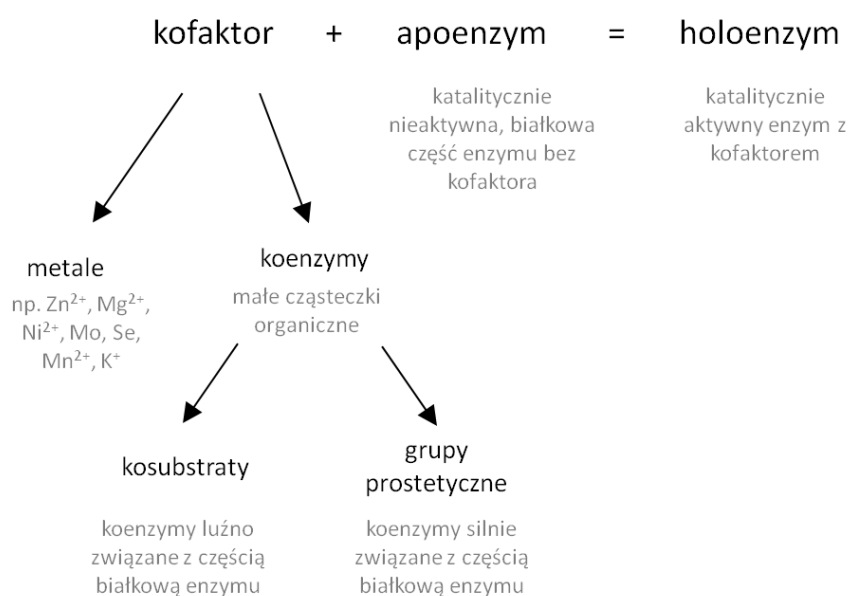 kofaktor + apoenzym = holoenzym
katalitycznie
nieaktywna, białkowa
część enzymu bez
kofaktora
katalitycznie
aktywny enzym z
kofaktorem
metale
np. Zn²⁺, Mg²⁺,
Ni²⁺, Mo, Se,
Mn²⁺, K⁺
koenzymy
małe cząsteczki
organiczne
kosubstraty
koenzymy luźno
związane z częścią
białkową enzymu
grupy
prostetyczne
koenzymy silnie
związane z częścią
białkową enzymu